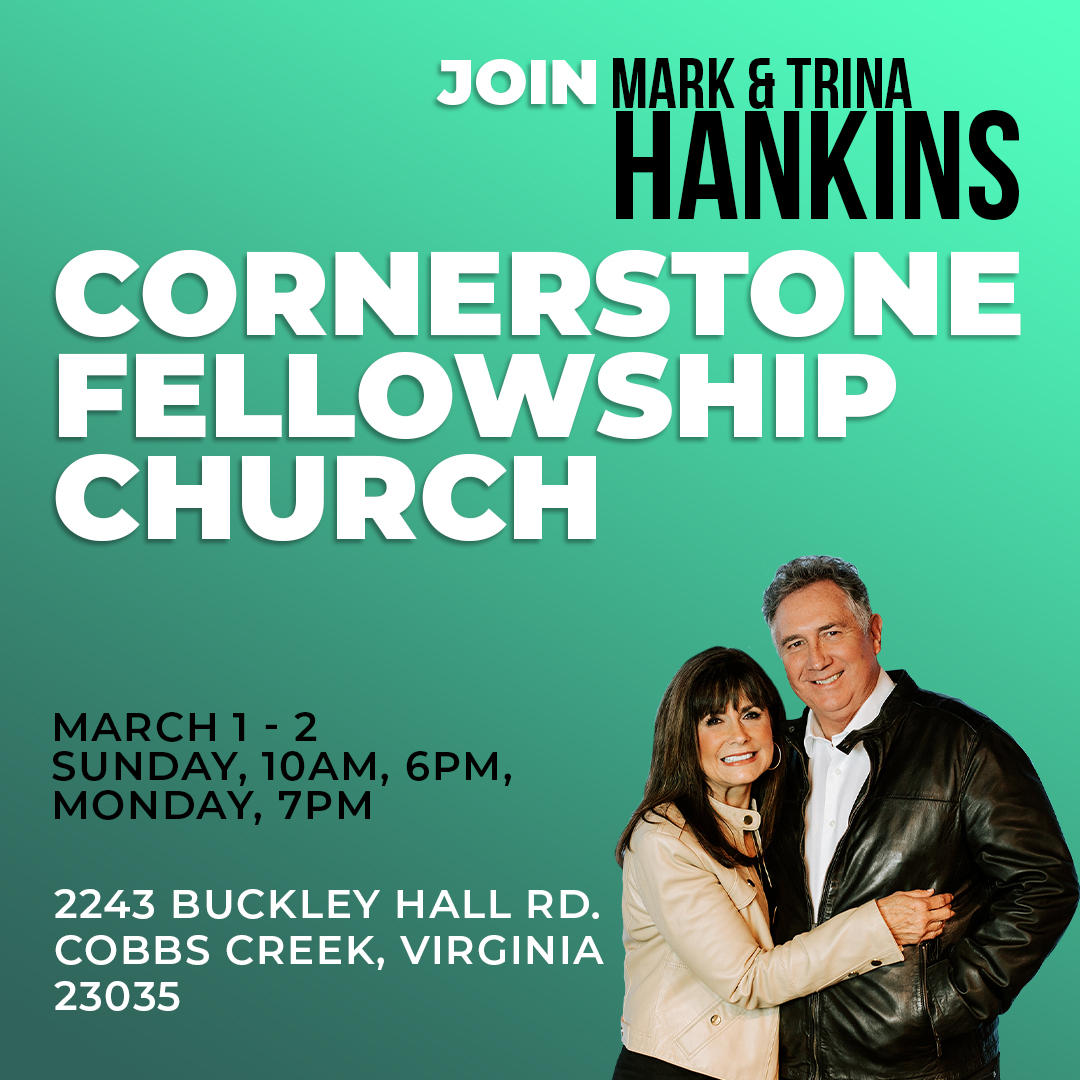 JOIN MARK & TRINA
HANKINS
CORNERSTONE
FELLOWSHIP
CHURCH
MARCH 1 - 2
SUNDAY, 10AM, 6PM,
MONDAY, 7PM
2243 BUCKLEY HALL RD.
COBBS CREEK, VIRGINIA
23035